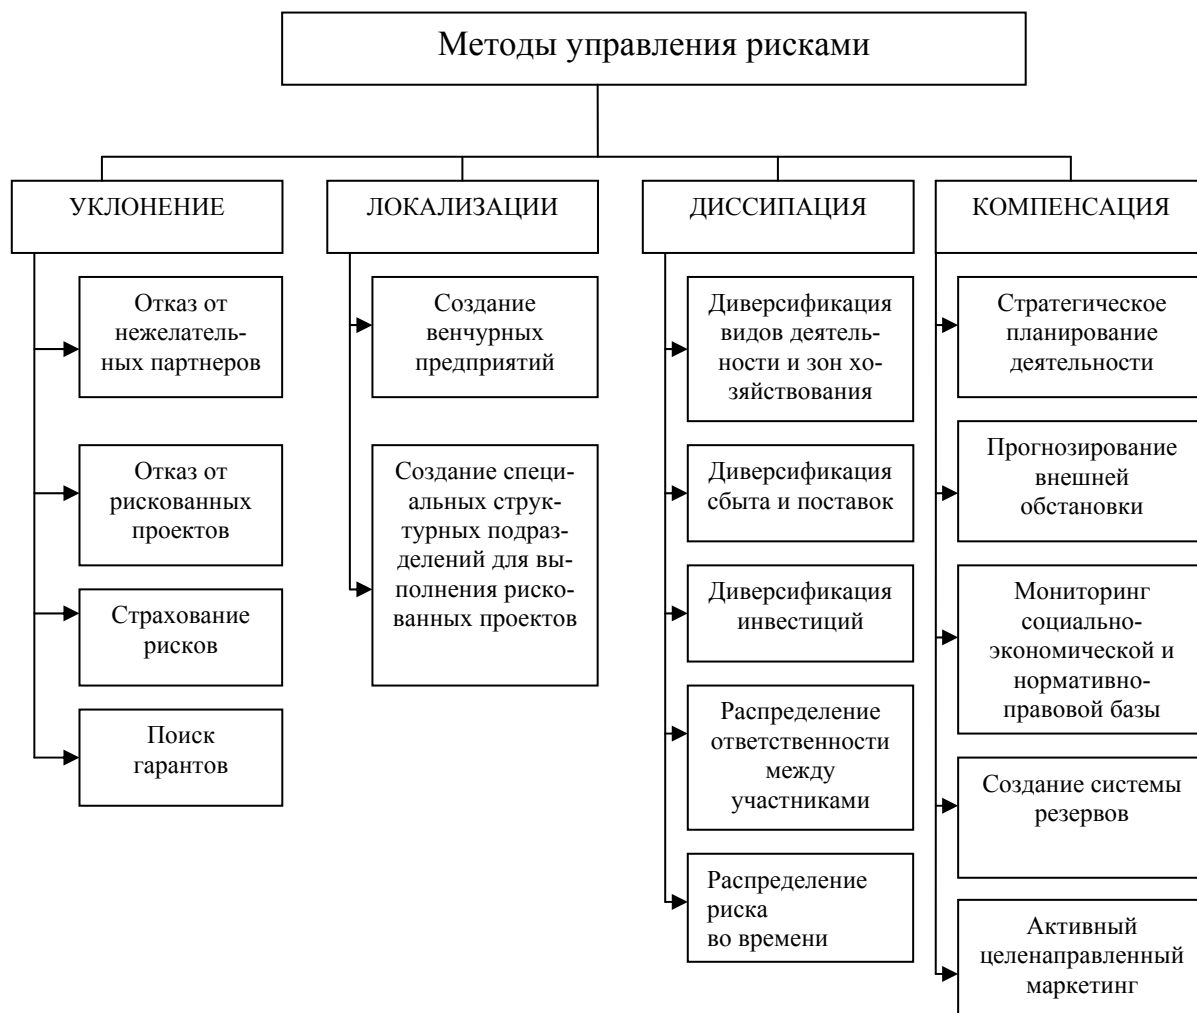 Методы управления рисками
УКЛОНЕНИЕ
Отказ от
нежелатель-
ных партнеров
Отказ от
рискованных
проектов
Страхование
рисков
Поиск
гарантов
ЛОКАЛИЗАЦИИ
Создание
венчурных
предприятий
Создание специ-
альных струк-
турных подраз-
делений для вы-
полнения риско-
ванных проектов
ДИССИПАЦИЯ
Диверсификация
видов деятель-
ности и зон хо-
зяйствования
Диверсификация
сбыта и поставок
Диверсификация
инвестиций
Распределение
ответственности
между
участниками
Распределение
риска
во времени
КОМПЕНСАЦИЯ
Стратегическое
планирование
деятельности
Прогнозирование
внешней
обстановки
Мониторинг
социально-
экономической и
нормативно-
правовой базы
Создание системы
резервов
Активный
целенаправленный
маркетинг